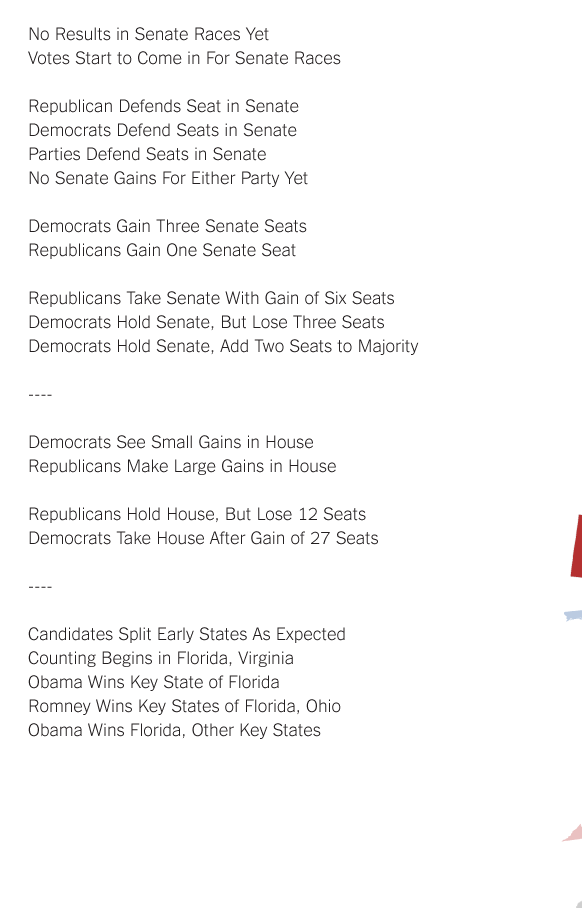 No Results in Senate Races Yet
Votes Start to Come in For Senate Races
Republican Defends Seat in Senate
Democrats Defend Seats in Senate
Parties Defend Seats in Senate
No Senate Gains For Either Party Yet
Democrats Gain Three Senate Seats
Republicans Gain One Senate Seat
Republicans Take Senate With Gain of Six Seats
Democrats Hold Senate, But Lose Three Seats
Democrats Hold Senate, Add Two Seats to Majority
----
Democrats See Small Gains in House
Republicans Make Large Gains in House
Republicans Hold House, But Lose 12 Seats
Democrats Take House After Gain of 27 Seats
----
Candidates Split Early States As Expected
Counting Begins in Florida, Virginia
Obama Wins Key State of Florida
Romney Wins Key States of Florida, Ohio
Obama Wins Florida, Other Key States